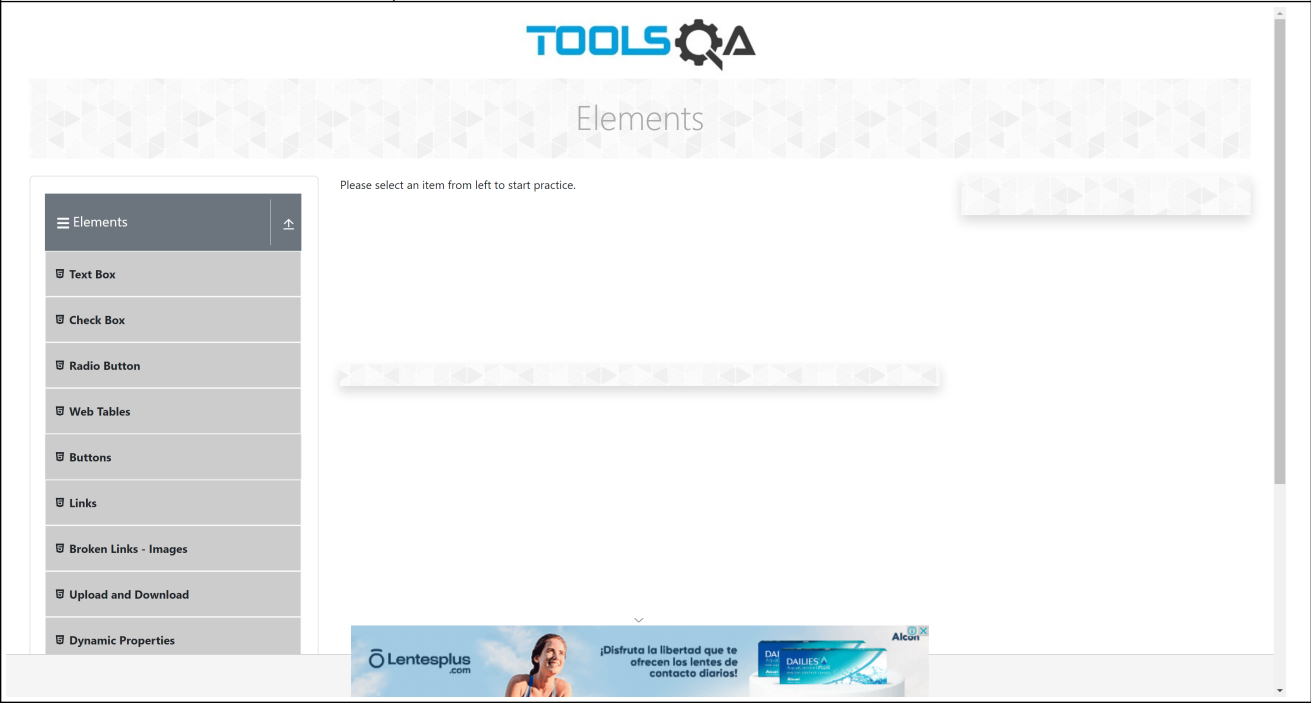 TOOLSQA
Elements
Please select an item from left to start practice.
Elements
Text Box
Check Box
Radio Button
Web Tables
Buttons
Links
Broken Links - Images
Upload and Download
Dynamic Properties
Lentesplus
.com
¡Disfruta la libertad que te
ofrecen los lentes de
contacto diarios!
Alcon
DAI
DAILIES